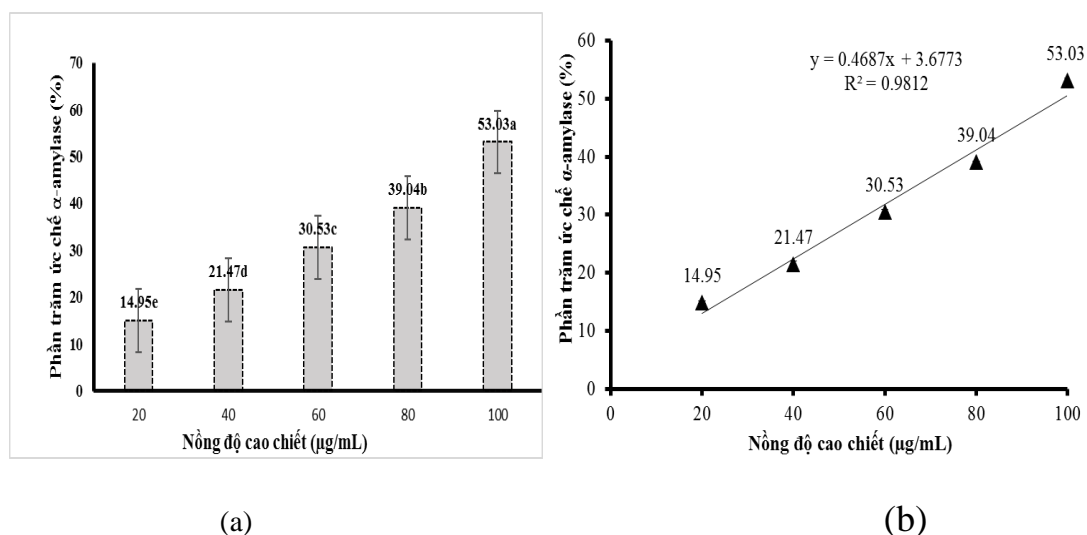 Phần trăm ức chế α-amylase (%)
70
60
50
40
30
20
10
0
14.95e
21.47d
30.53c
39.04b
53.03a
20 40 60 80 100
Nồng độ cao chiết (µg/mL)
(a)
Phần trăm ức chế α-amylase (%)
60
50
40
30
20
10
0
y = 0.4687x + 3.6773
R² = 0.9812
14.95
21.47
30.53
39.04
53.03
0 20 40 60 80 100
Nồng độ cao chiết (µg/mL)
(b)